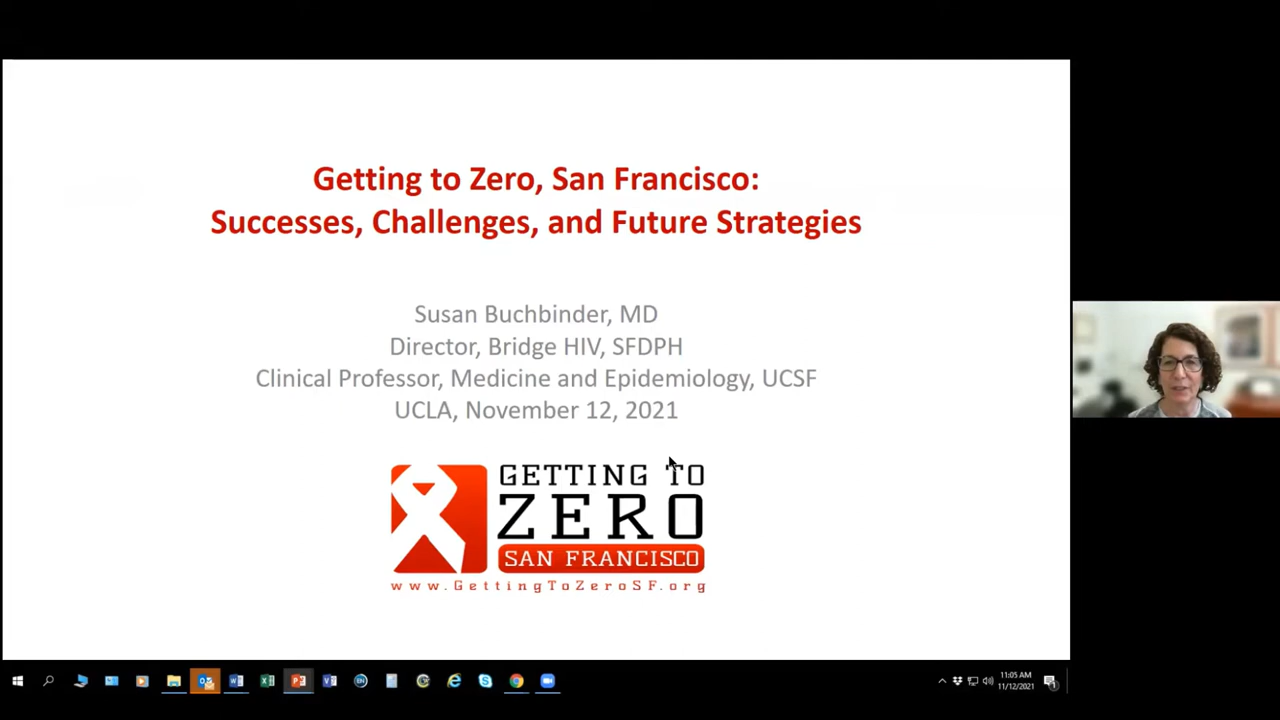 Getting to Zero, San Francisco:
Successes, Challenges, and Future Strategies
Susan Buchbinder, MD
Director, Bridge HIV, SFDPH
Clinical Professor, Medicine and Epidemiology, UCSF
UCLA, November 12, 2021
GETTING TO
ZERO
SAN FRANCISCO
www.GettingToZeroSF.org
11:05 AM
11/12/2021